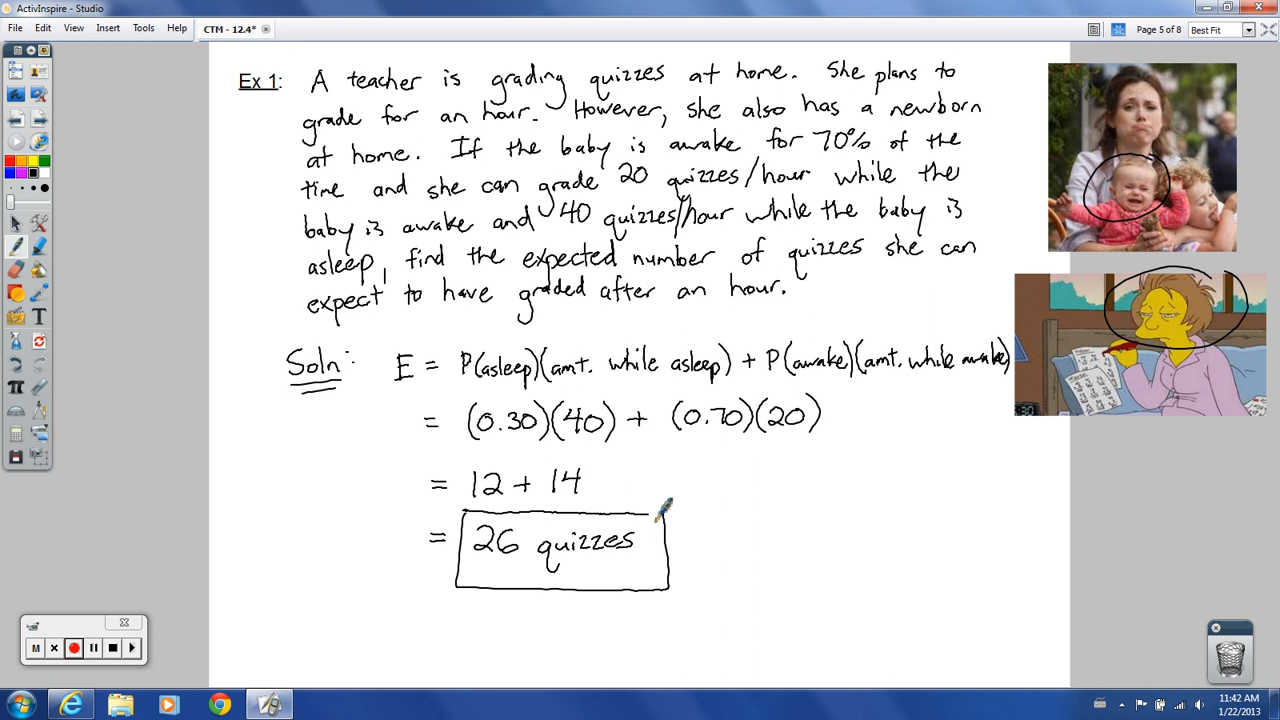 ActivInspire - Studio
File Edit View Insert Tools Help CTM - 12.4* Page 5 of 8 Best Fit
Ex 1: A teacher is grading quizzes at home. She plans to
grade for an hour. However, she also has a newborn
at home. If the baby is awake for 70% of the
time and she can grade 20 quizzes/hour while the
baby is awake and 40 quizzes/hour while the baby is
asleep, find the expected number of quizzes she can
expect to have graded after an hour.
Soln: E = P(asleep)(amt. while asleep) + P(awake)(amt. while awake)
= (0.30)(40) + (0.70)(20)
= 12 + 14
= 26 quizzes
M
11:42 AM
1/22/2013